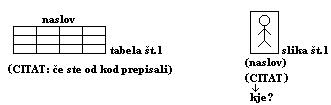 naslov
tabela št.1
(CITAT: če ste od kod prepisali)
slika št.1
(naslov)
(CITAT)
kje?